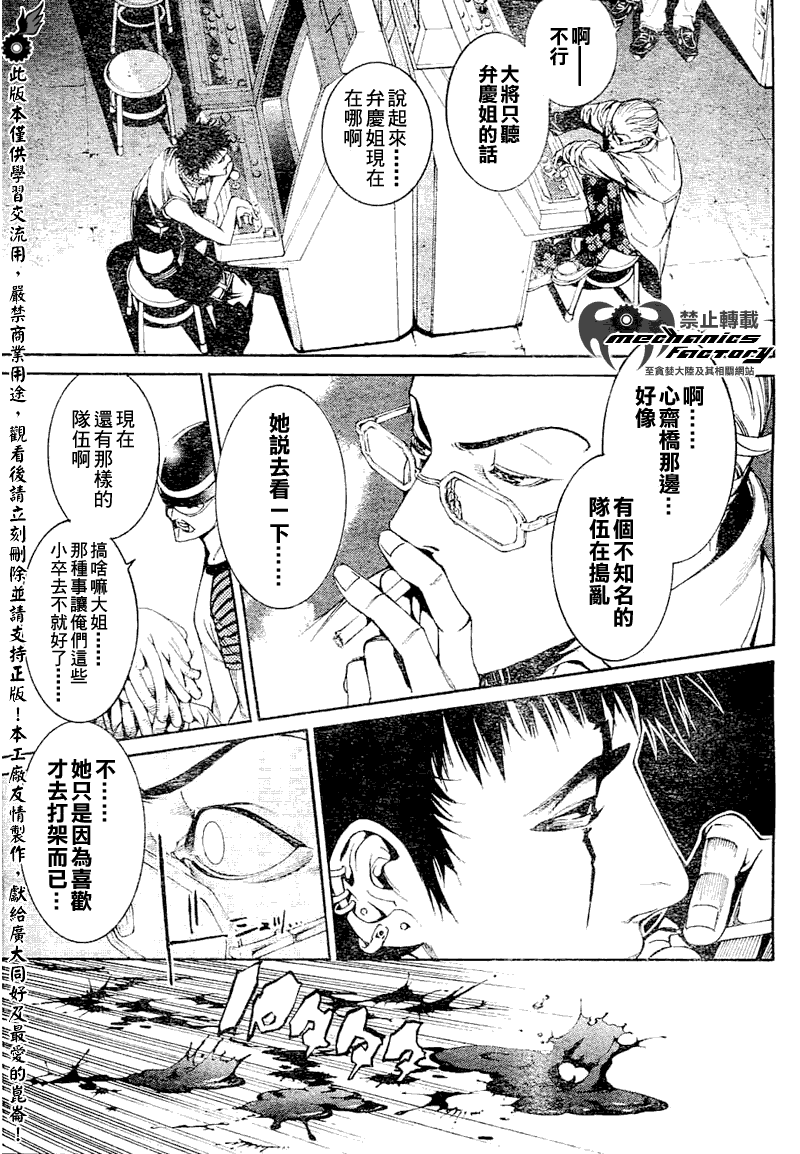 啊
不行──
大將只聽
弁慶姐的話
說起來……
弁慶姐現在
在哪啊
禁止轉載
mechanics
Factory
至貪婪大陸及其相關網站
啊……
心齋橋那邊…
好像
有個不知名的
隊伍在搗亂
她説去看一下……
現在
還有那樣的
隊伍啊
搞啥嘛大姐……
那種事讓俺們這些
小卒去不就好了……
不……
她只是因為喜歡
才去打架而已…
此版本僅供學習交流用，嚴禁商業用途，觀看後請立刻刪除並請支持正版！本工廠友情製作，獻給廣大同好及最愛的崑崙！